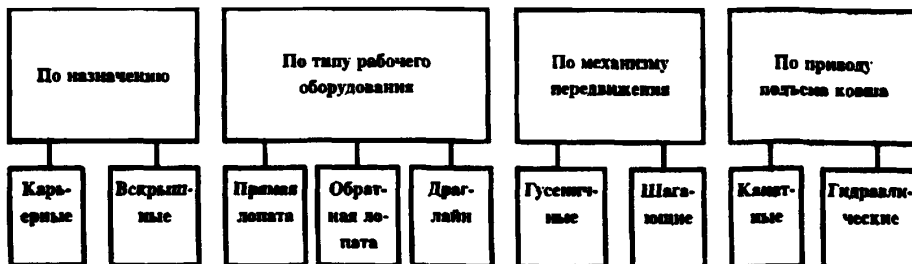 По назначению
По типу рабочего
оборудования
По механизму
передвижения
По приводу
подъема ковша
Карь-
ерные
Вскрыш-
ные
Прямая
лопата
Обрат-
ная ло-
пата
Драг-
лайн
Гусенич-
ные
Шага-
ющие
Канат-
ные
Гидравли-
ческие